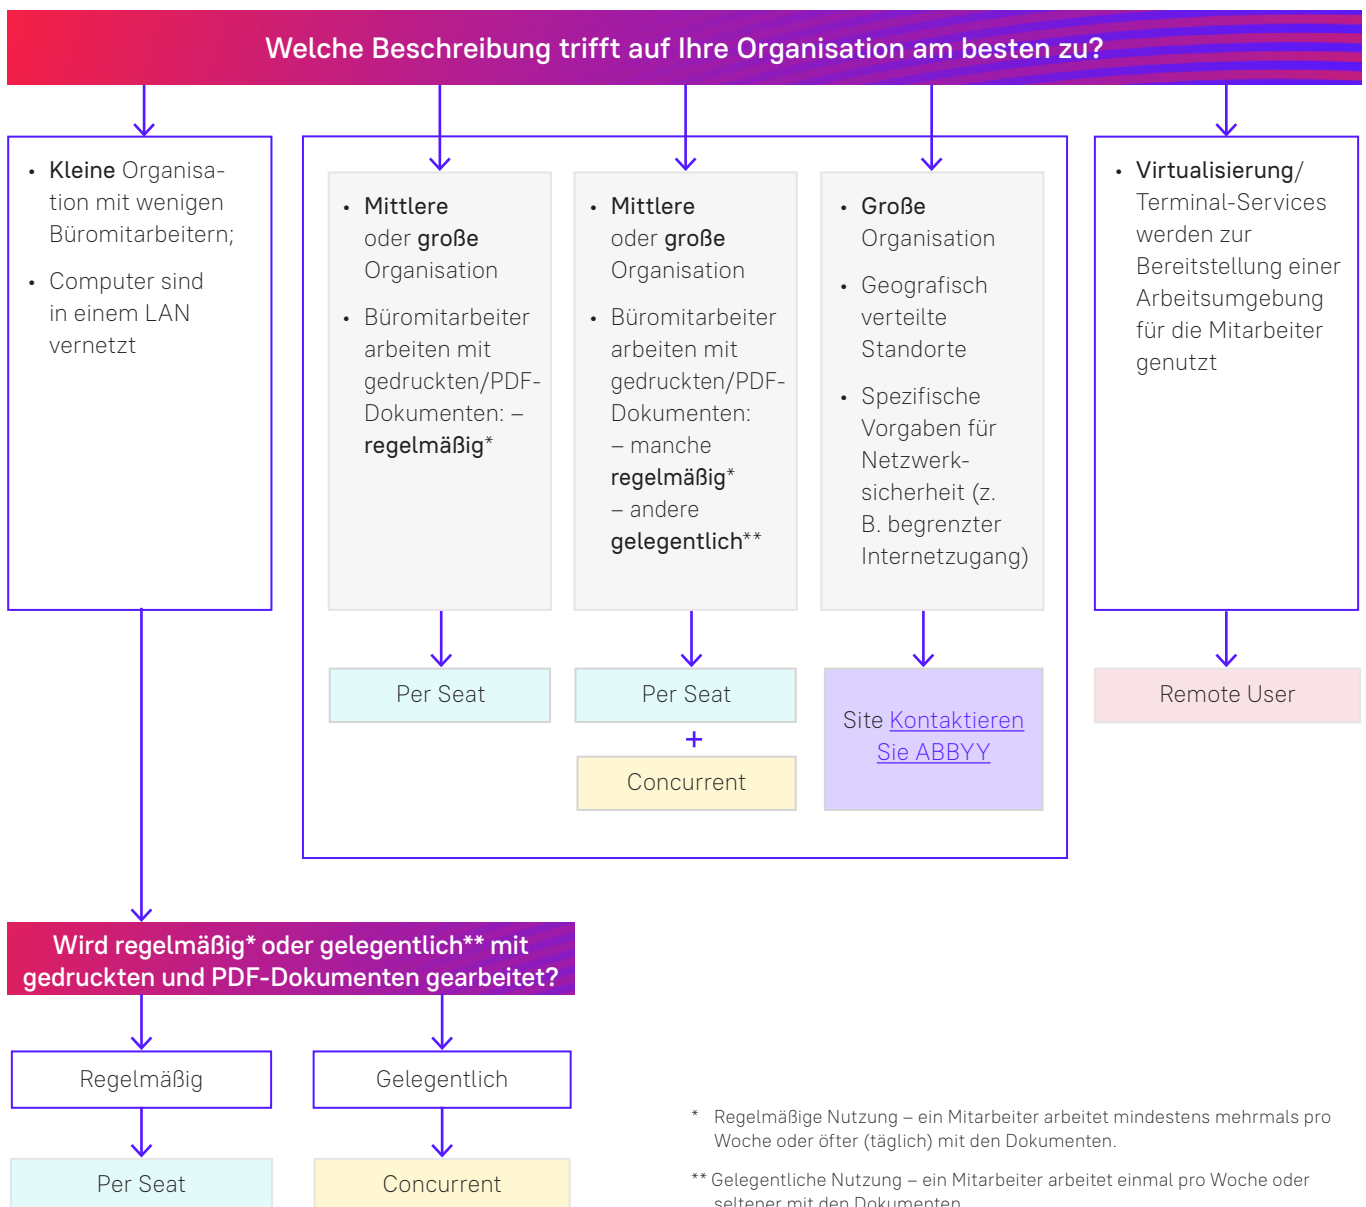 Welche Beschreibung trifft auf Ihre Organisation am besten zu?
• Kleine Organisa-
tion mit wenigen
Büromitarbeitern;
• Computer sind
in einem LAN
vernetzt
• Mittlere
oder große
Organisation
• Büromitarbeiter
arbeiten mit
gedruckten/PDF-
Dokumenten: –
regelmäßig*
• Mittlere
oder große
Organisation
• Büromitarbeiter
arbeiten mit
gedruckten/PDF-
Dokumenten:
– manche
regelmäßig*
– andere
gelegentlich**
• Große
Organisation
• Geografisch
verteilte
Standorte
• Spezifische
Vorgaben für
Netzwerk-
sicherheit (z.
B. begrenzter
Internetzugang)
• Virtualisierung/
Terminal-Services
werden zur
Bereitstellung einer
Arbeitsumgebung
für die Mitarbeiter
genutzt
Per Seat
Per Seat
+
Concurrent
Site Kontaktieren
Sie ABBYY
Remote User
Wird regelmäßig* oder gelegentlich** mit
gedruckten und PDF-Dokumenten gearbeitet?
Regelmäßig
Gelegentlich
Per Seat
Concurrent
* Regelmäßige Nutzung – ein Mitarbeiter arbeitet mindestens mehrmals pro
Woche oder öfter (täglich) mit den Dokumenten.
** Gelegentliche Nutzung – ein Mitarbeiter arbeitet einmal pro Woche oder
seltener mit den Dokumenten